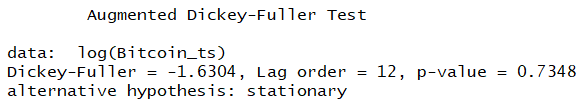 Augmented Dickey-Fuller Test
data:  log(Bitcoin_ts)
Dickey-Fuller = -1.6304, Lag order = 12, p-value = 0.7348
alternative hypothesis: stationary